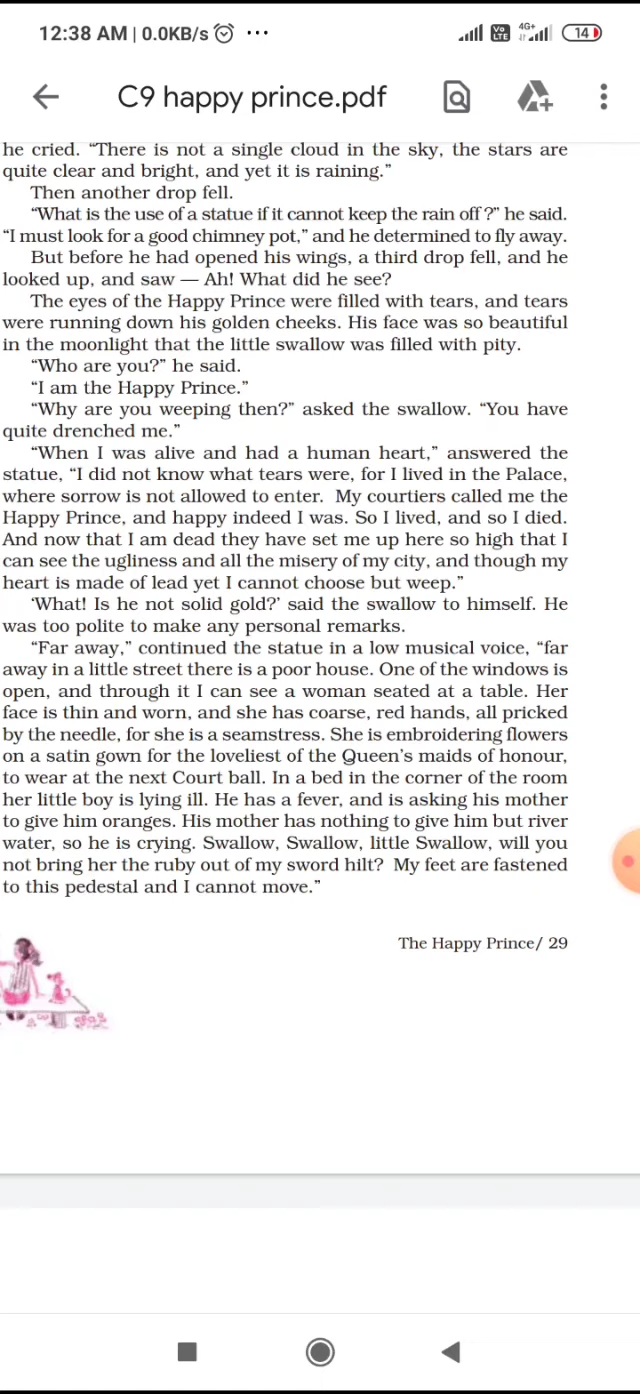 12:38 AM | 0.0KB/s ...
Vo LTE 4G+ 14
C9 happy prince.pdf
he cried. “There is not a single cloud in the sky, the stars are
quite clear and bright, and yet it is raining.”
Then another drop fell.
“What is the use of a statue if it cannot keep the rain off ?” he said.
“I must look for a good chimney pot,” and he determined to fly away.
But before he had opened his wings, a third drop fell, and he
looked up, and saw — Ah! What did he see?
The eyes of the Happy Prince were filled with tears, and tears
were running down his golden cheeks. His face was so beautiful
in the moonlight that the little swallow was filled with pity.
“Who are you?” he said.
“I am the Happy Prince.”
“Why are you weeping then?” asked the swallow. “You have
quite drenched me.”
“When I was alive and had a human heart,” answered the
statue, “I did not know what tears were, for I lived in the Palace,
where sorrow is not allowed to enter. My courtiers called me the
Happy Prince, and happy indeed I was. So I lived, and so I died.
And now that I am dead they have set me up here so high that I
can see the ugliness and all the misery of my city, and though my
heart is made of lead yet I cannot choose but weep.”
‘What! Is he not solid gold?’ said the swallow to himself. He
was too polite to make any personal remarks.
“Far away,” continued the statue in a low musical voice, “far
away in a little street there is a poor house. One of the windows is
open, and through it I can see a woman seated at a table. Her
face is thin and worn, and she has coarse, red hands, all pricked
by the needle, for she is a seamstress. She is embroidering flowers
on a satin gown for the loveliest of the Queen’s maids of honour,
to wear at the next Court ball. In a bed in the corner of the room
her little boy is lying ill. He has a fever, and is asking his mother
to give him oranges. His mother has nothing to give him but river
water, so he is crying. Swallow, Swallow, little Swallow, will you
not bring her the ruby out of my sword hilt? My feet are fastened
to this pedestal and I cannot move.”
The Happy Prince/ 29